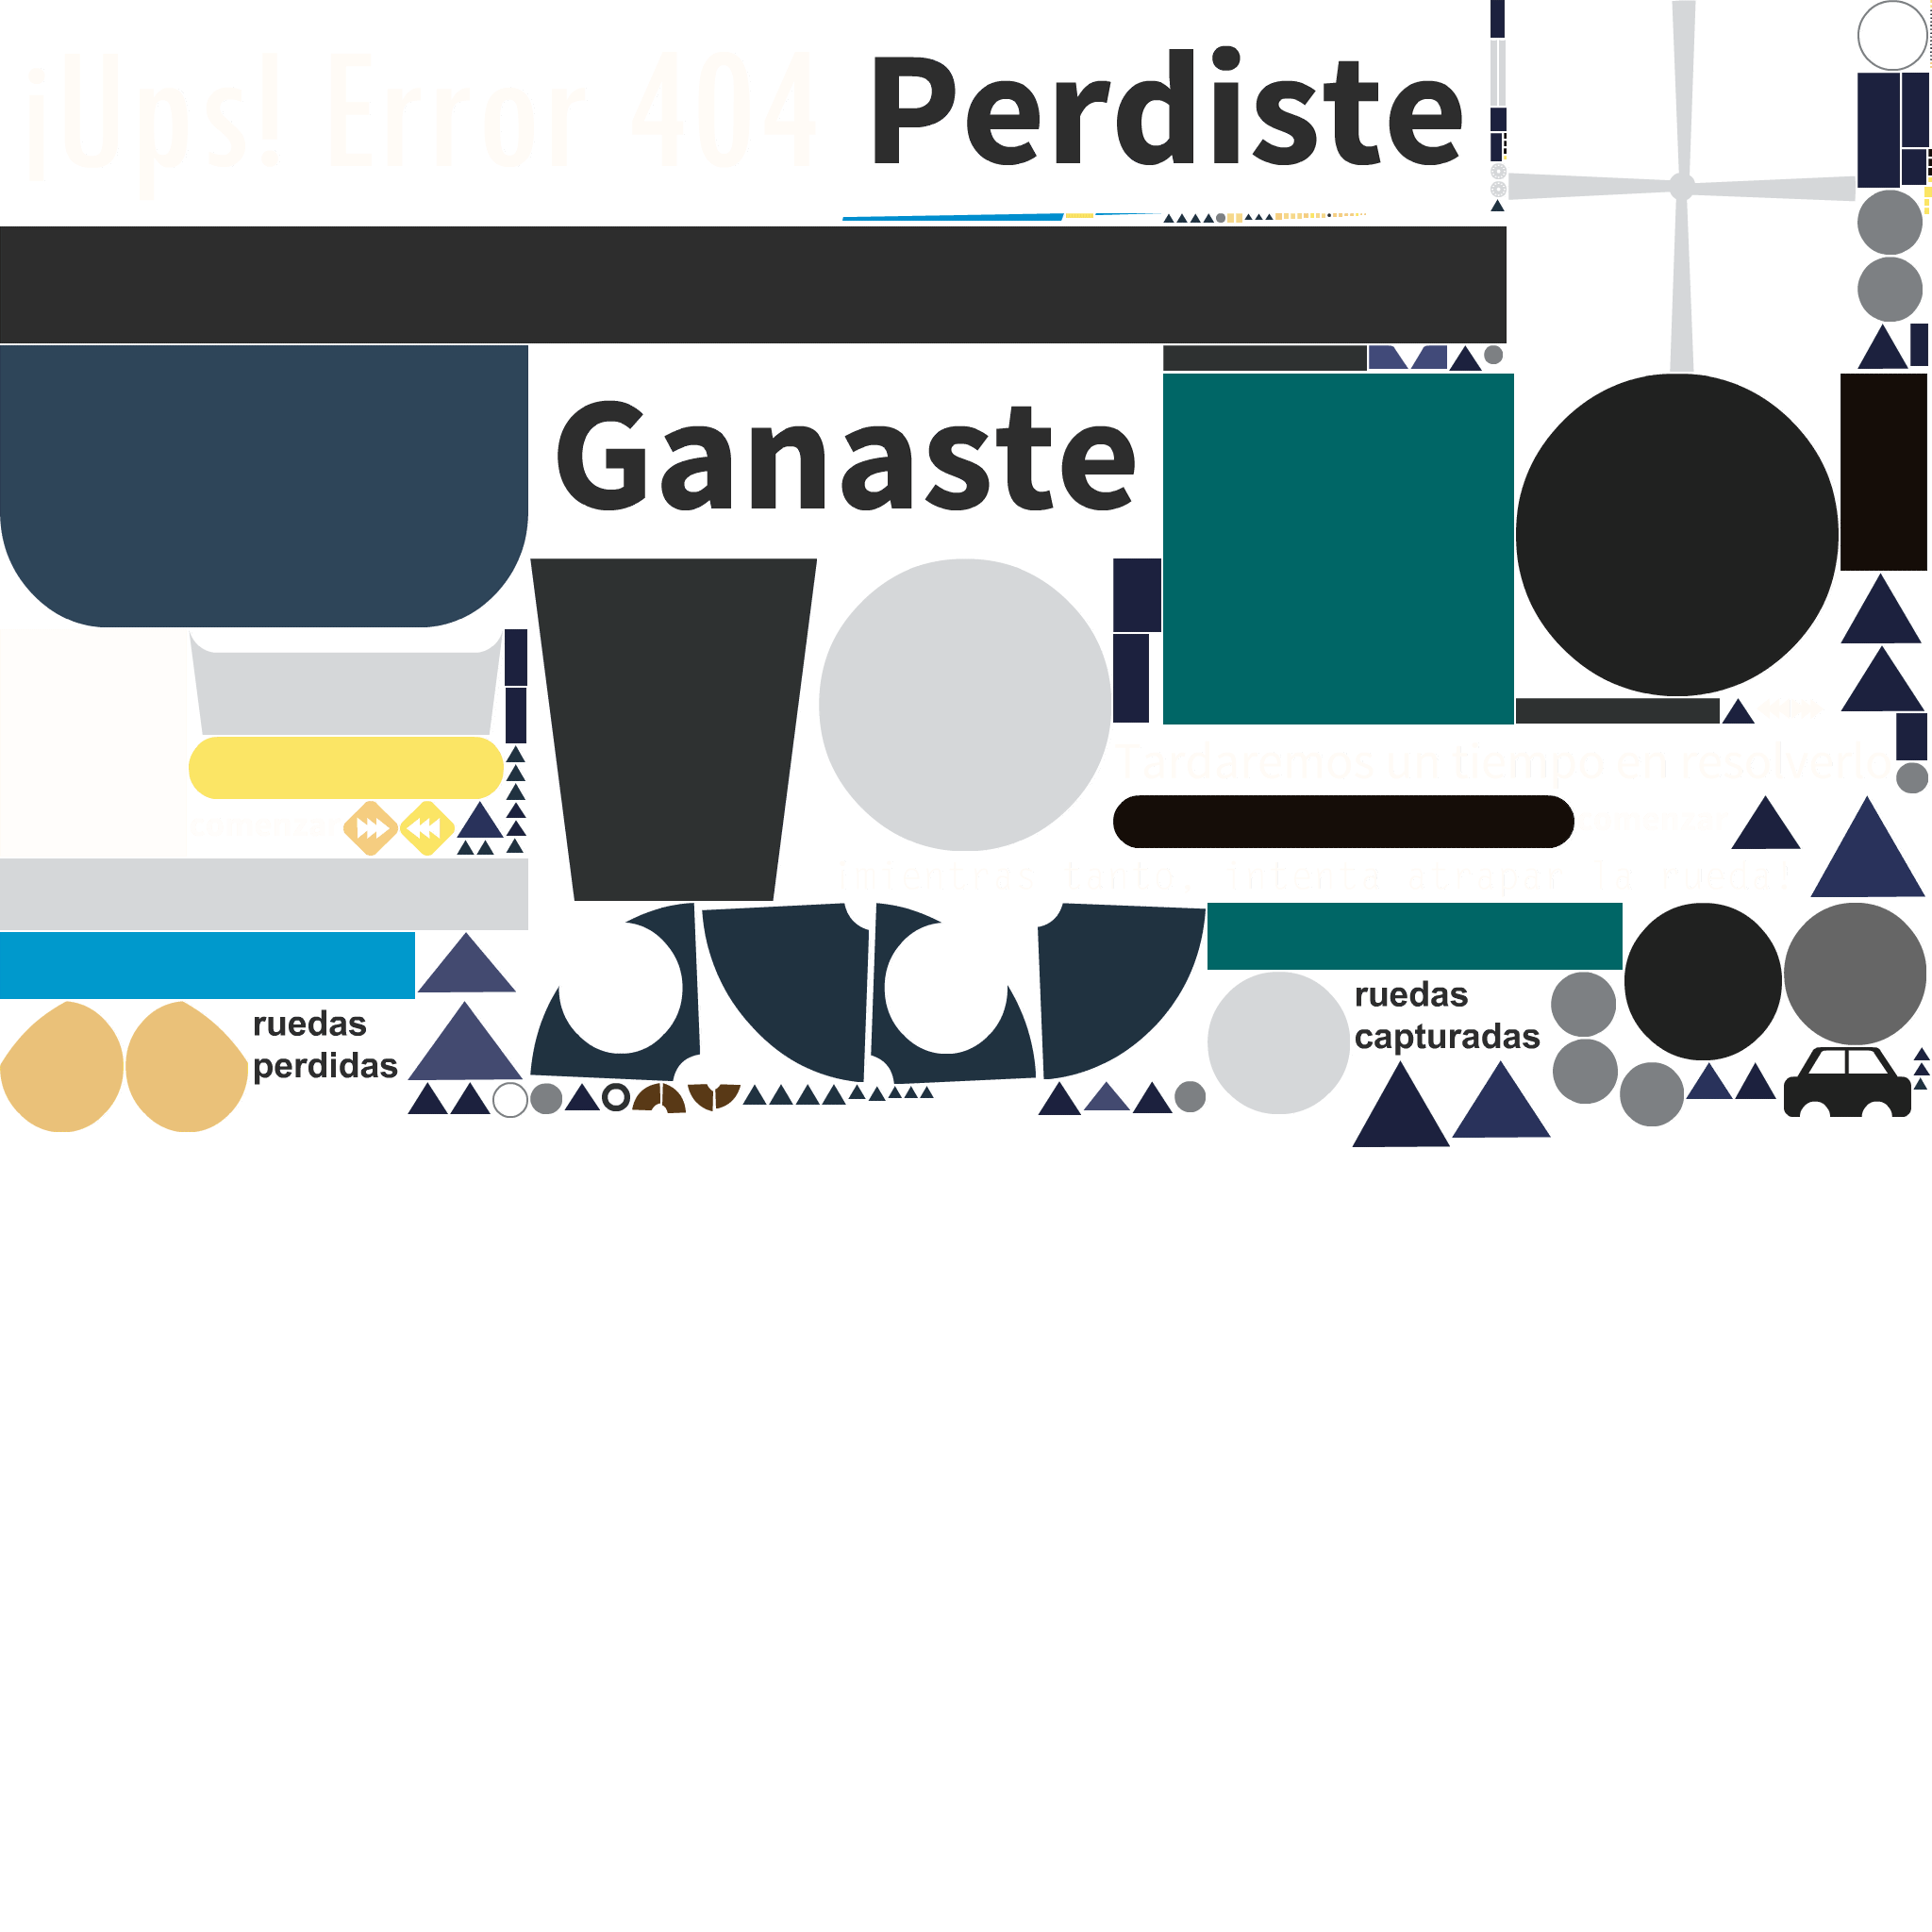 ¡Ups! Error 404
Perdiste
Ganaste
Tardaremos un tiempo en resolverlo
comenzar
comenzar
mientras tanto, intenta atrapar la rueda
ruedas
perdidas
ruedas
capturadas